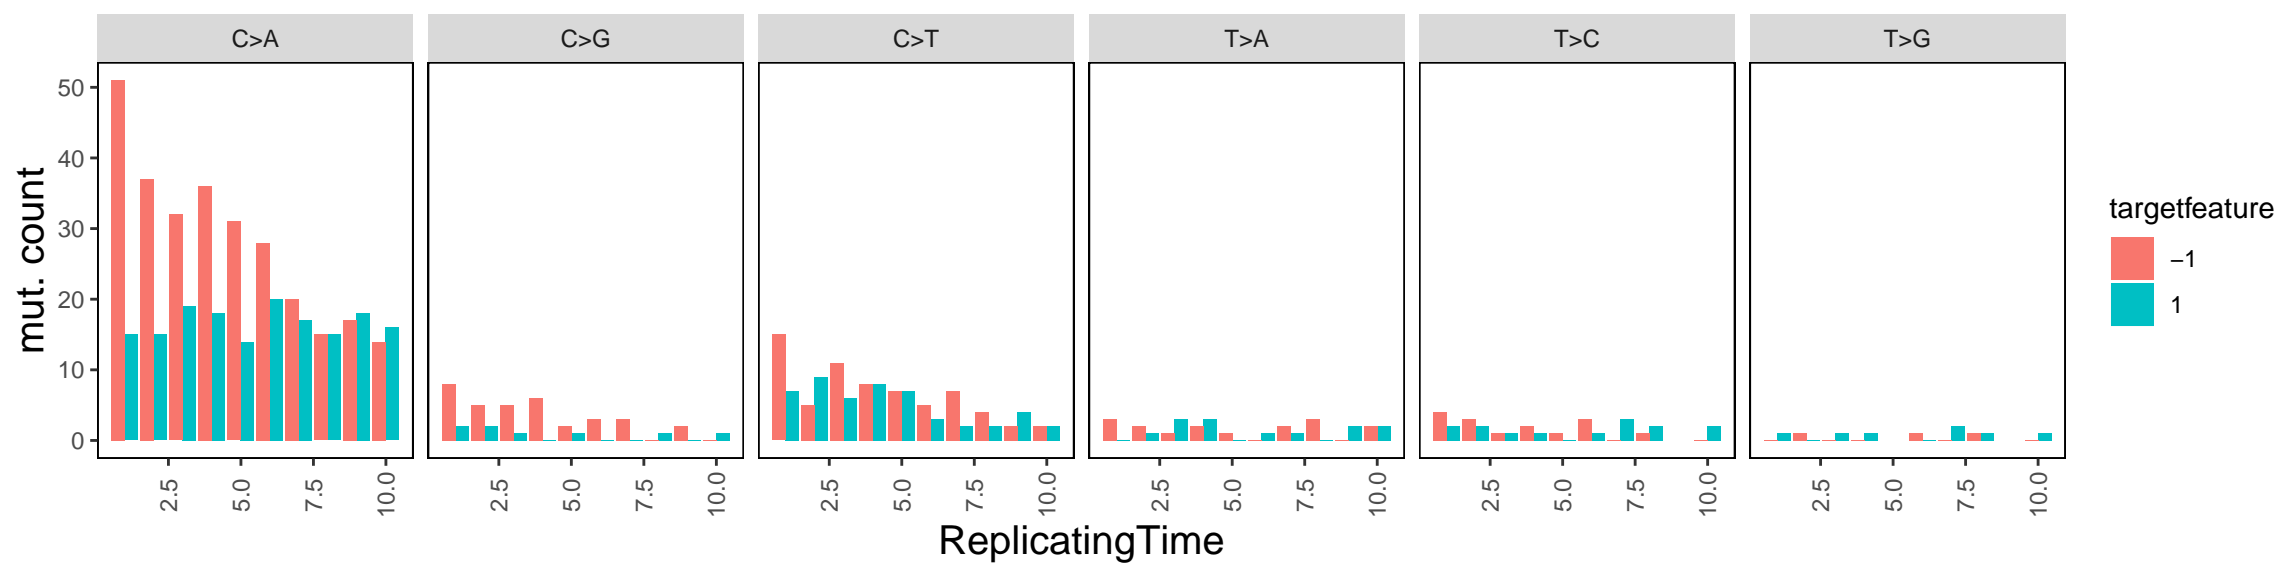 C>A C>G C>T T>A T>C T>G
50
40
30
20
10
0
mut. count
2.5 5.0 7.5 10.0 2.5 5.0 7.5 10.0 2.5 5.0 7.5 10.0 2.5 5.0 7.5 10.0 2.5 5.0 7.5 10.0 2.5 5.0 7.5 10.0
ReplicatingTime
targetfeature
−1
1